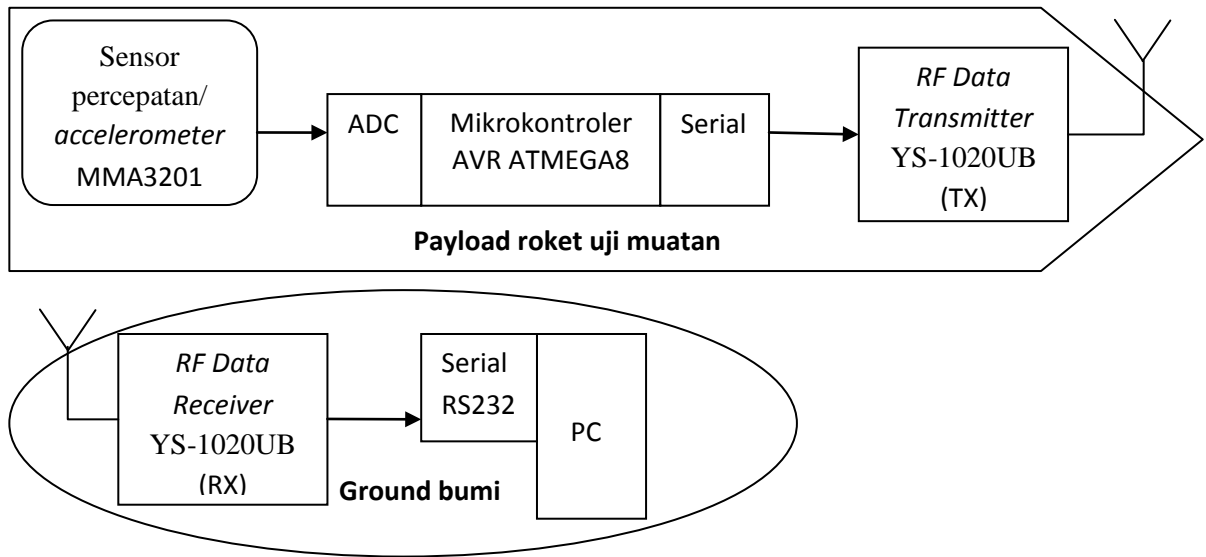 Sensor
percepatan/
accelerometer
MMA3201
ADC
Mikrokontroler
AVR ATMEGA8
Serial
RF Data
Transmitter
YS-1020UB
(TX)
Payload roket uji muatan
RF Data
Receiver
YS-1020UB
(RX)
Serial
RS232
PC
Ground bumi